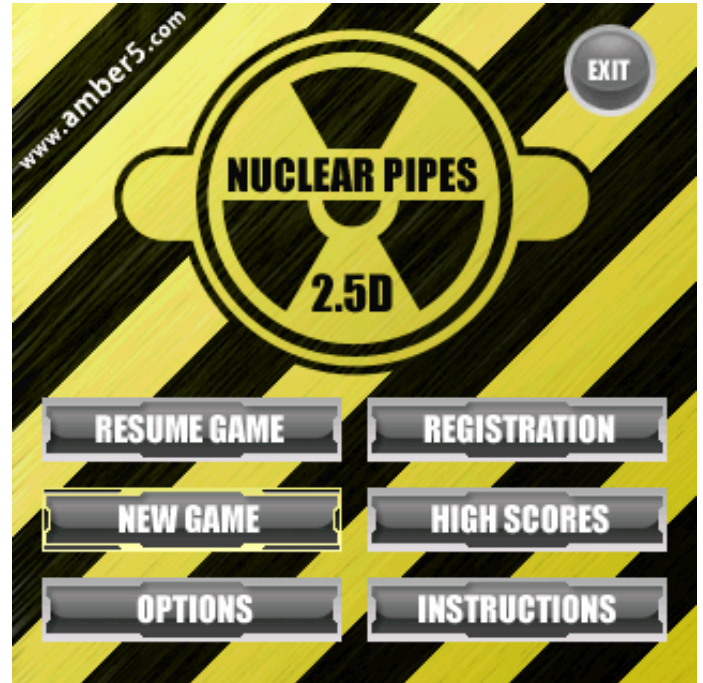 www.amber5.com
EXIT
NUCLEAR PIPES
2.5D
RESUME GAME
REGISTRATION
NEW GAME
HIGH SCORES
OPTIONS
INSTRUCTIONS